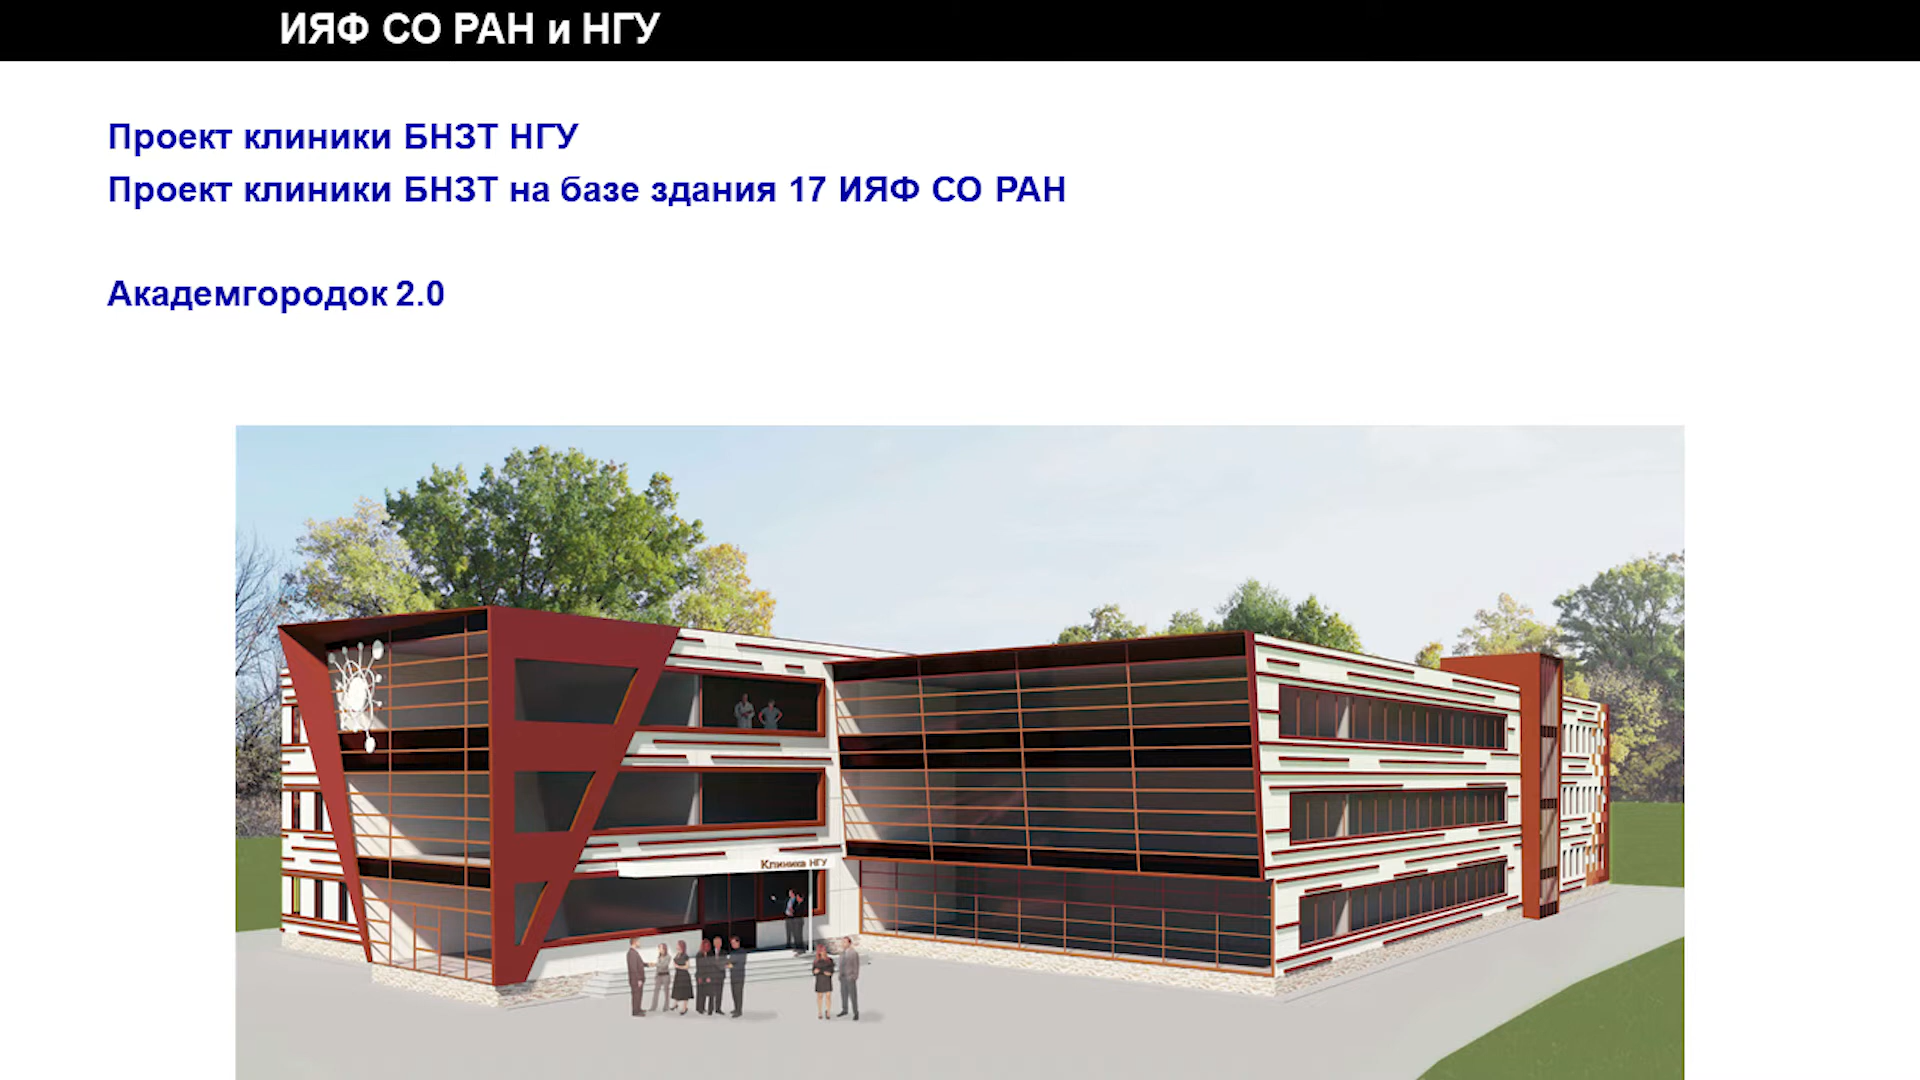 ИЯФ СО РАН и НГУ
Проект клиники БНЗТ НГУ
Проект клиники БНЗТ на базе здания 17 ИЯФ СО РАН
Академгородок 2.0
Клиника НГУ